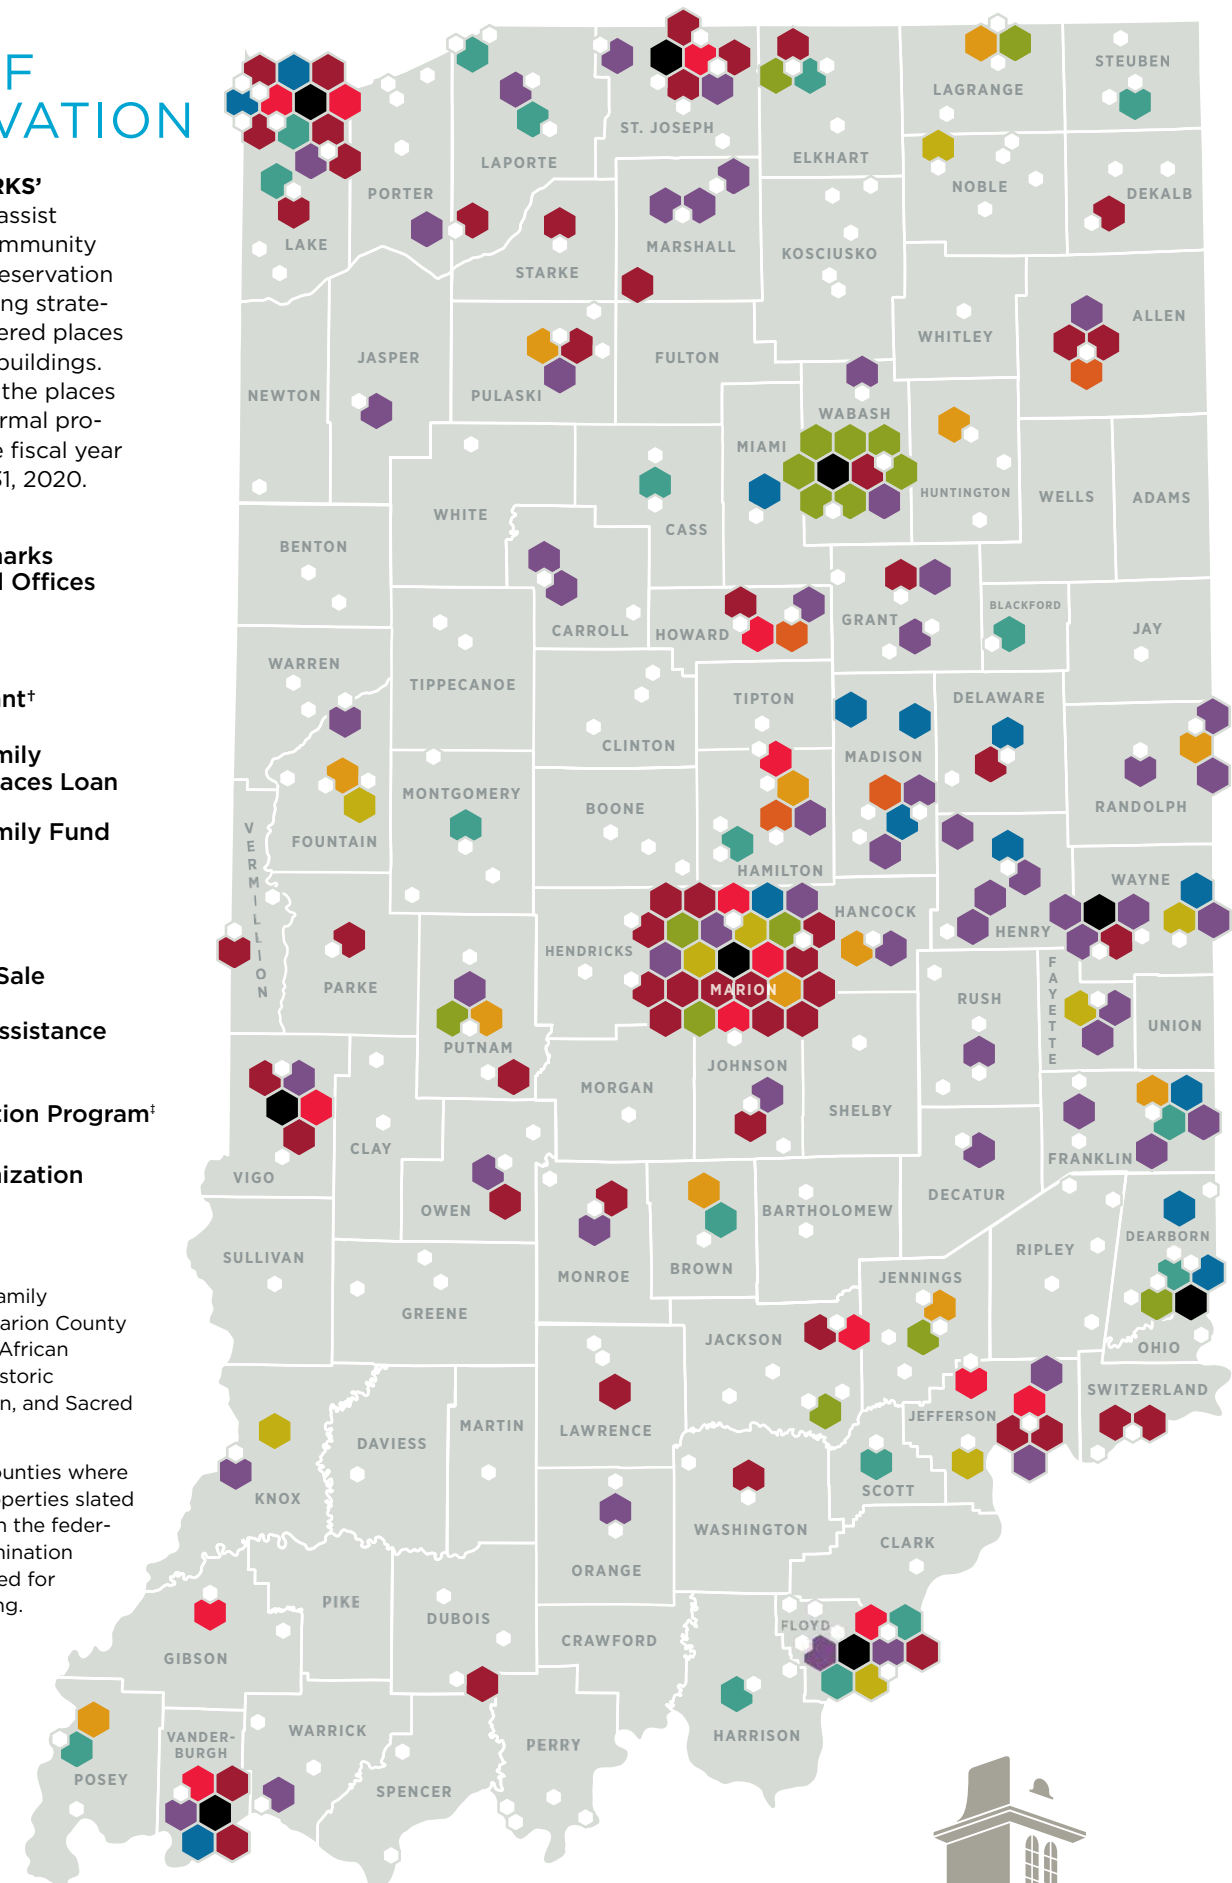 F
VATION
RKS’
assist
ommunity
eservation
ng strate-
ered places
buildings.
the places
rmal pro-
e fiscal year
31, 2020.
arks
l Offices
nt†
mily
aces Loan
mily Fund
Sale
ssistance
tion Program‡
nization
amily
arion County
African
storic
n, and Sacred
ounties where
operties slated
n the feder-
mination
ed for
ng.
LAKE
PORTER
LAPORTE
ST. JOSEPH
ELKHART
LAGRANGE
STEUBEN
NOBLE
DEKALB
STARKE
MARSHALL
KOSCIUSKO
WHITLEY
ALLEN
NEWTON
JASPER
PULASKI
FULTON
MIAMI
WABASH
HUNTINGTON
WELLS
ADAMS
WHITE
CASS
BENTON
CARROLL
HOWARD
GRANT
BLACKFORD
JAY
WARREN
TIPPECANOE
CLINTON
TIPTON
MADISON
DELAWARE
RANDOLPH
FOUNTAIN
MONTGOMERY
BOONE
HAMILTON
VERMILLION
HENDRICKS
MARION
HANCOCK
HENRY
WAYNE
PARKE
PUTNAM
RUSH
FAYETTE
UNION
MORGAN
JOHNSON
SHELBY
VIGO
CLAY
OWEN
FRANKLIN
DECATUR
SULLIVAN
GREENE
MONROE
BROWN
BARTHOLOMEW
RIPLEY
DEARBORN
JENNINGS
OHIO
JACKSON
SWITZERLAND
JEFFERSON
LAWRENCE
MARTIN
DAVIESS
KNOX
SCOTT
WASHINGTON
ORANGE
CLARK
PIKE
DUBOIS
CRAWFORD
FLOYD
GIBSON
HARRISON
PERRY
WARRICK
VANDER-
BURGH
POSEY
SPENCER